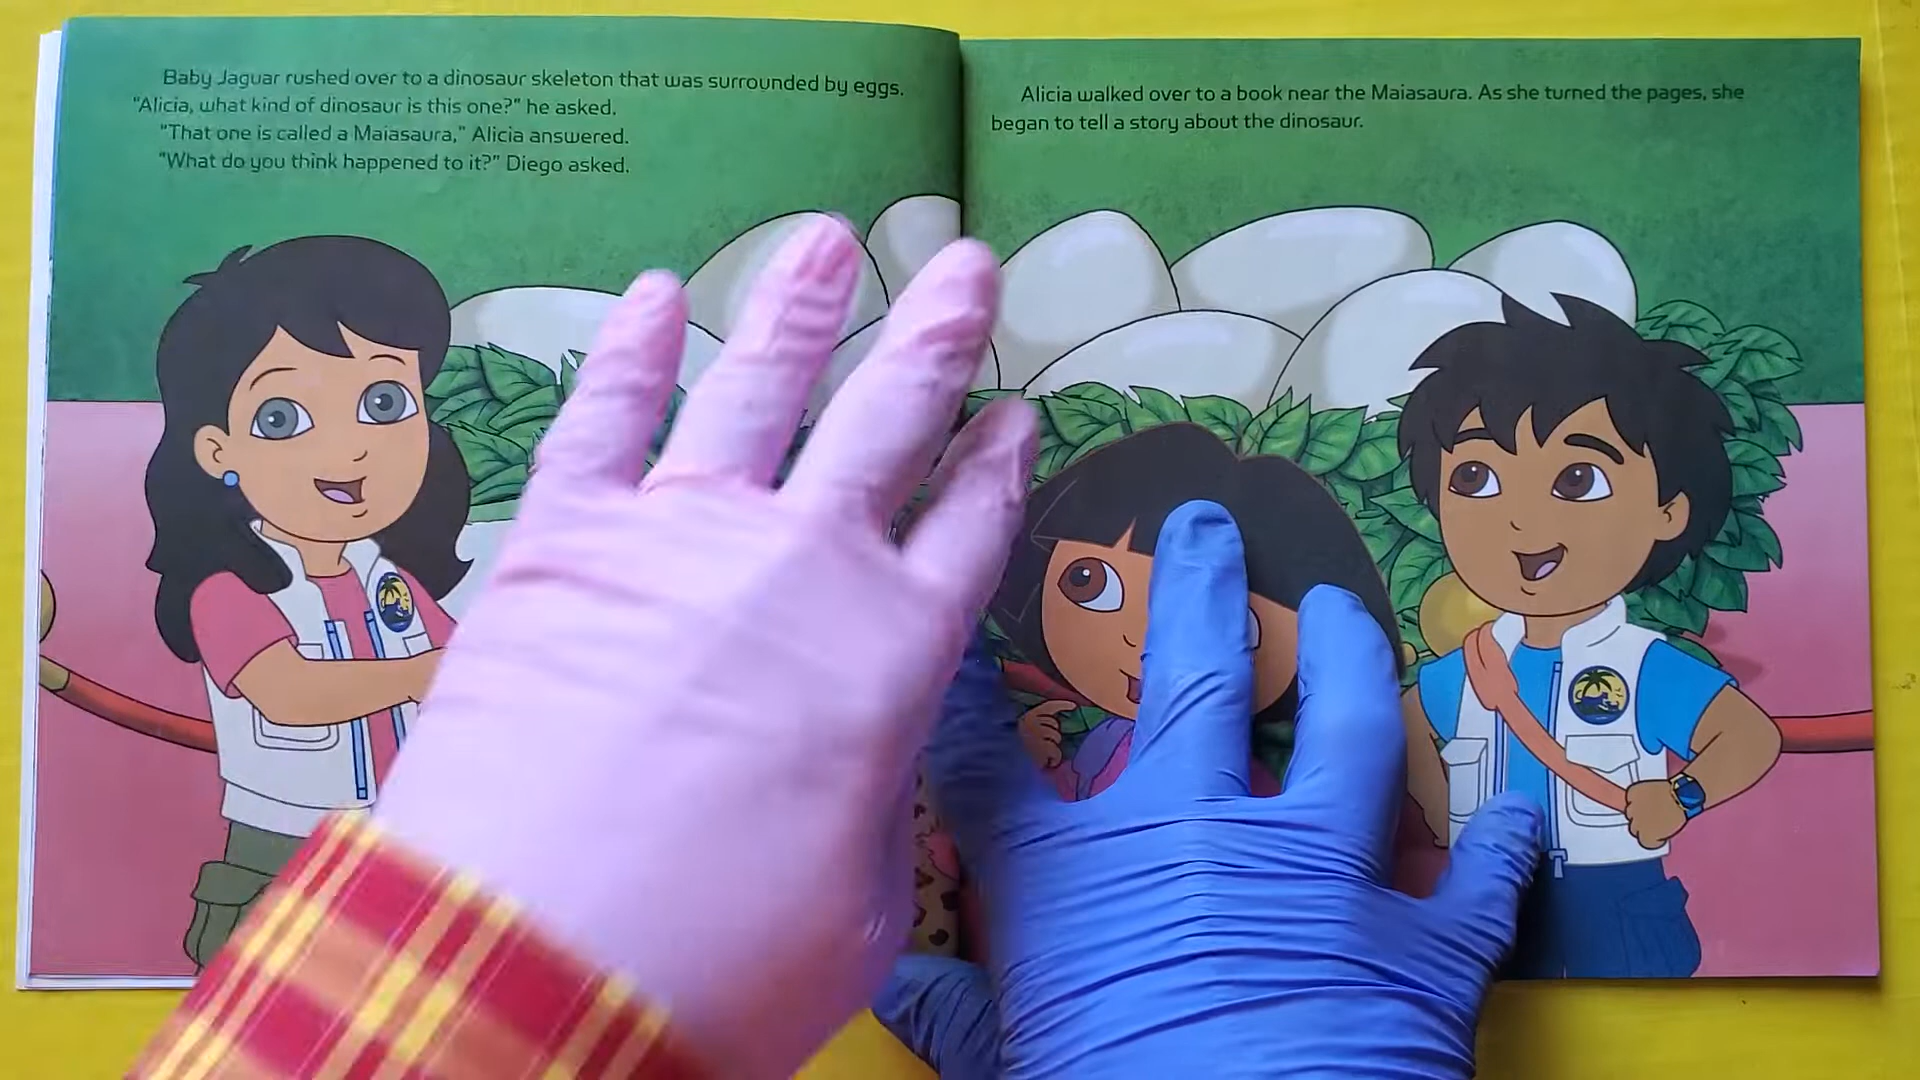 Baby Jaguar rushed over to a dinosaur skeleton that was surrounded by eggs.
"Alicia, what kind of dinosaur is this one?" he asked.
"That one is called a Maiasaura," Alicia answered.
"What do you think happened to it?" Diego asked.
Alicia walked over to a book near the Maiasaura. As she turned the pages, she
began to tell a story about the dinosaur.